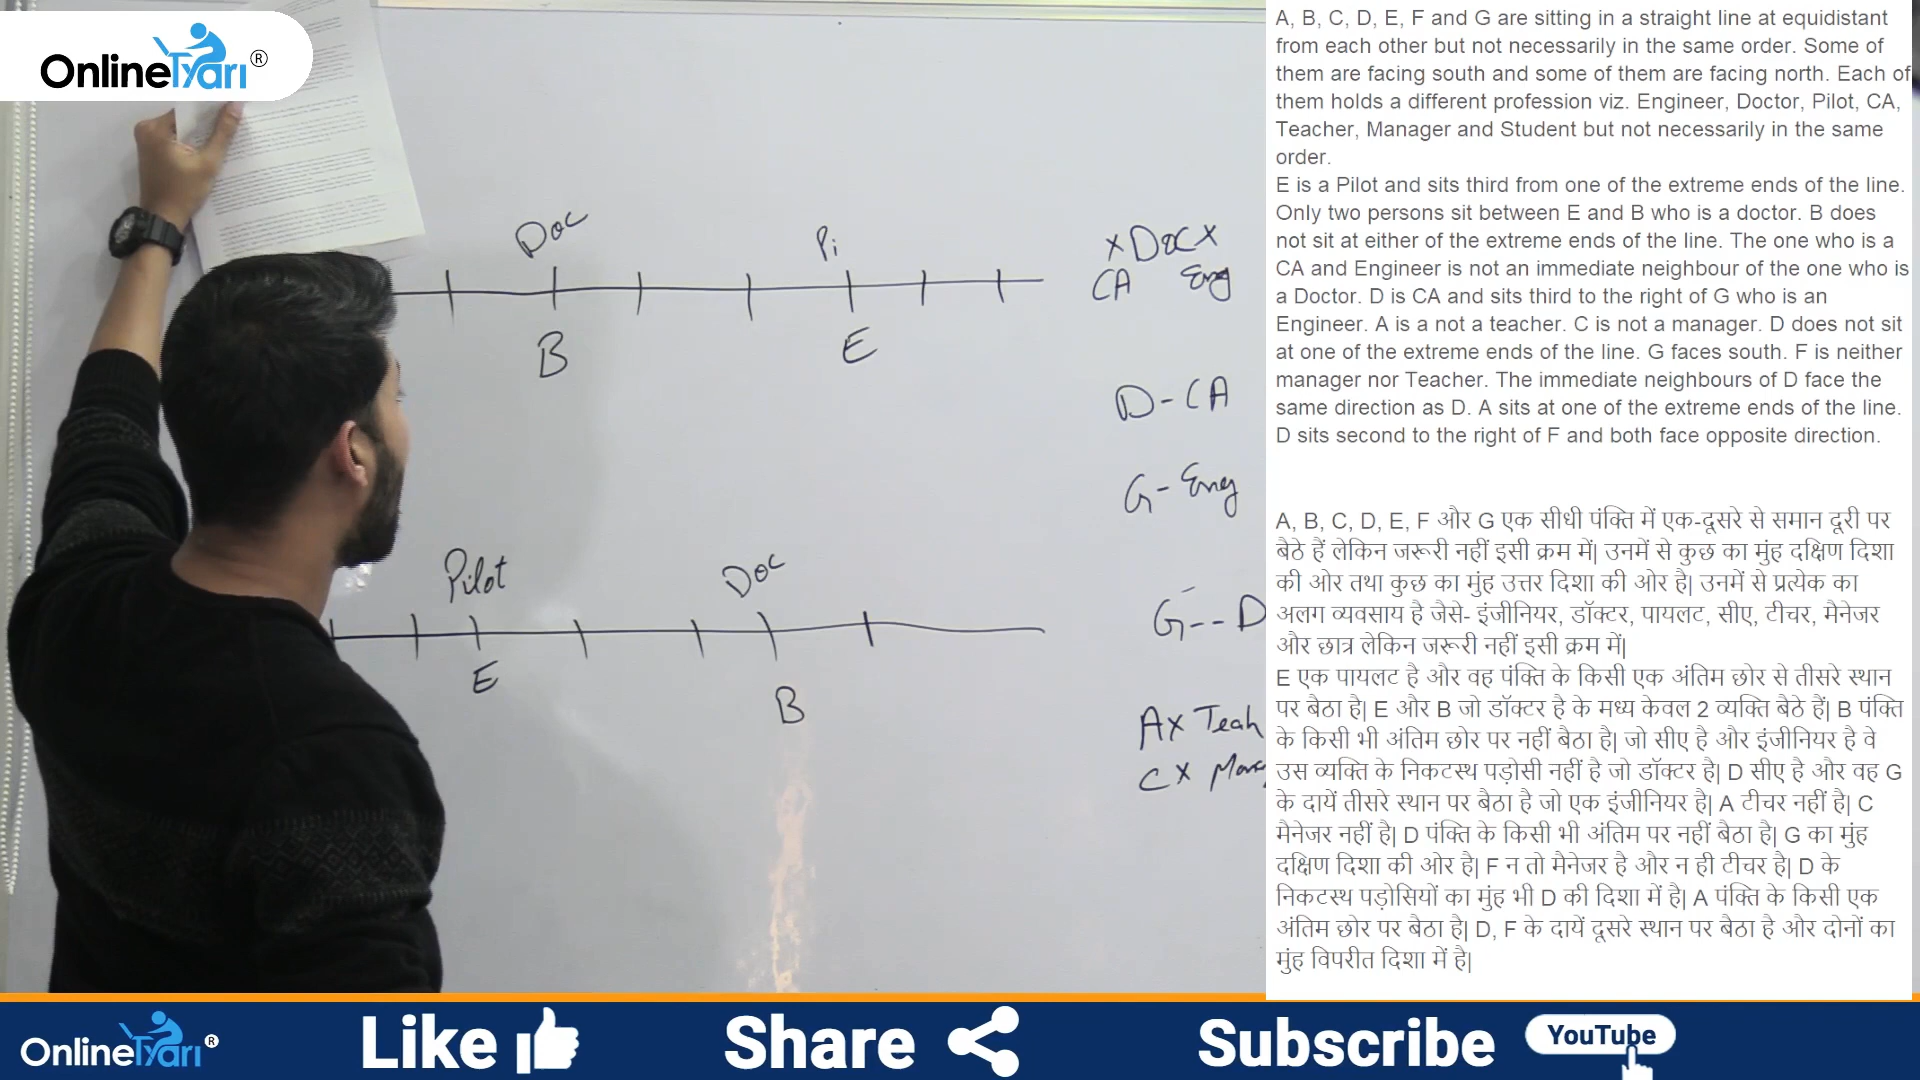 OnlineTyari®
Doc
Pi
B
E
xDocx
CA Eng
D-CA
G-Eng
G--D
Ax Teah
Cx Man
Pilot
Doc
E
B
A, B, C, D, E, F and G are sitting in a straight line at equidistant
from each other but not necessarily in the same order. Some of
them are facing south and some of them are facing north. Each of
them holds a different profession viz. Engineer, Doctor, Pilot, CA,
Teacher, Manager and Student but not necessarily in the same
order.
E is a Pilot and sits third from one of the extreme ends of the line.
Only two persons sit between E and B who is a doctor. B does
not sit at either of the extreme ends of the line. The one who is a
CA and Engineer is not an immediate neighbour of the one who is
a Doctor. D is CA and sits third to the right of G who is an
Engineer. A is a not a teacher. C is not a manager. D does not sit
at one of the extreme ends of the line. G faces south. F is neither
manager nor Teacher. The immediate neighbours of D face the
same direction as D. A sits at one of the extreme ends of the line.
D sits second to the right of F and both face opposite direction.
A, B, C, D, E, F और G एक सीधी पंक्ति में एक-दूसरे से समान दूरी पर
बैठे हैं लेकिन जरूरी नहीं इसी क्रम में| उनमें से कुछ का मुंह दक्षिण दिशा
की ओर तथा कुछ का मुंह उत्तर दिशा की ओर है| उनमें से प्रत्येक का
अलग व्यवसाय है जैसे- इंजीनियर, डॉक्टर, पायलट, सीए, टीचर, मैनेजर
और छात्र लेकिन जरूरी नहीं इसी क्रम में|
E एक पायलट है और वह पंक्ति के किसी एक अंतिम छोर से तीसरे स्थान
पर बैठा है| E और B जो डॉक्टर है के मध्य केवल 2 व्यक्ति बैठे हैं| B पंक्ति
के किसी भी अंतिम छोर पर नहीं बैठा है| जो सीए है और इंजीनियर है वे
उस व्यक्ति के निकटस्थ पड़ोसी नहीं है जो डॉक्टर है| D सीए है और वह G
के दायें तीसरे स्थान पर बैठा है जो एक इंजीनियर है| A टीचर नहीं है| C
मैनेजर नहीं है| D पंक्ति के किसी भी अंतिम पर नहीं बैठा है| G का मुंह
दक्षिण दिशा की ओर है| F न तो मैनेजर है और न ही टीचर है| D के
निकटस्थ पड़ोसियों का मुंह भी D की दिशा में है| A पंक्ति के किसी एक
अंतिम छोर पर बैठा है| D, F के दायें दूसरे स्थान पर बैठा है और दोनों का
मुंह विपरीत दिशा में है|
OnlineTyari® Like Share Subscribe YouTube